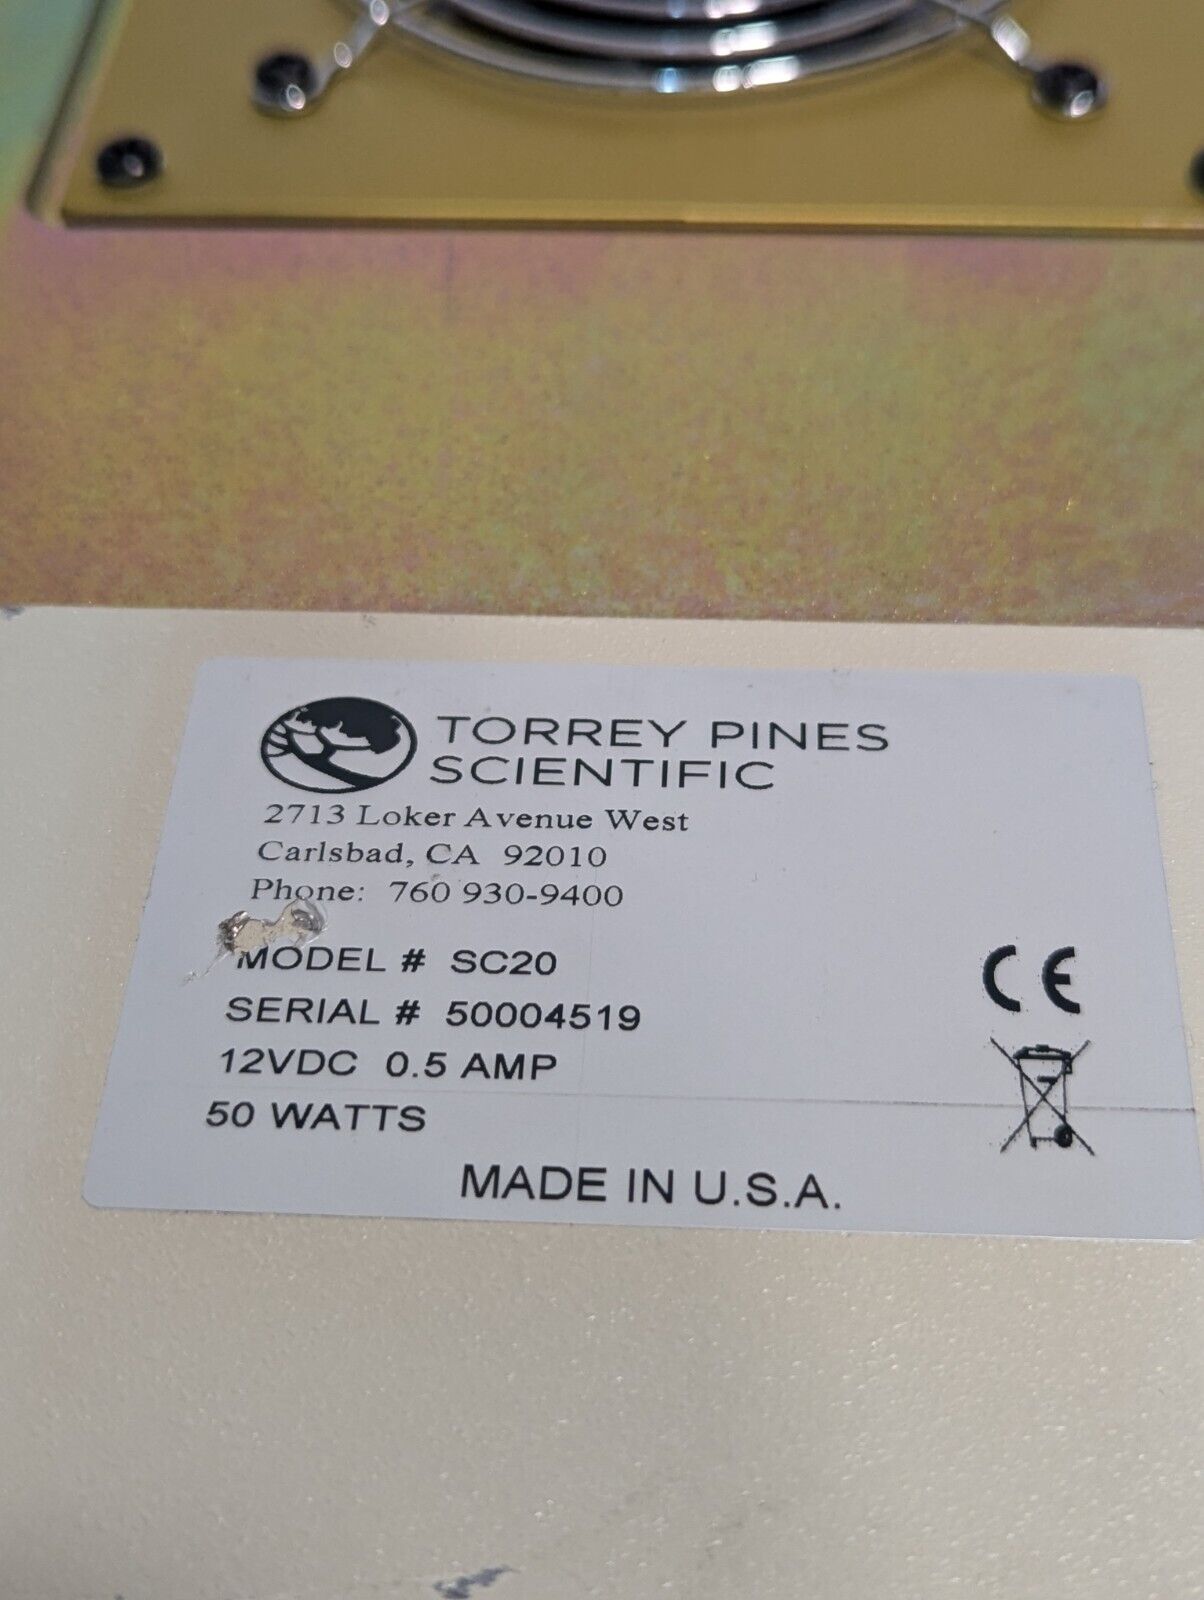 TORREY PINES
SCIENTIFIC
2713 Loker Avenue West
Carlsbad, CA 92010
Phone: 760 930-9400
MODEL # SC20
SERIAL # 50004519
12VDC 0.5 AMP
50 WATTS
CE
MADE IN U.S.A.